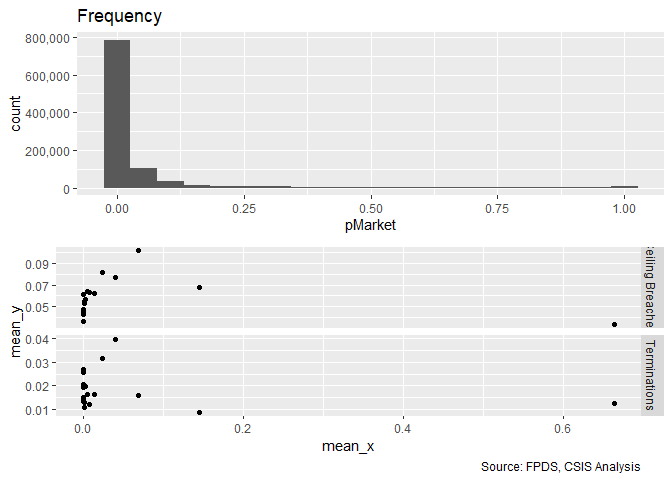 Frequency
800,000
600,000
400,000
200,000
0
count
0.00 0.25 0.50 0.75 1.00
pMarket
0.09
0.07
0.05
Ceiling Breache
0.04
0.03
0.02
0.01
Terminations
mean_y
0.0 0.2 0.4 0.6
mean_x
Source: FPDS, CSIS Analysis